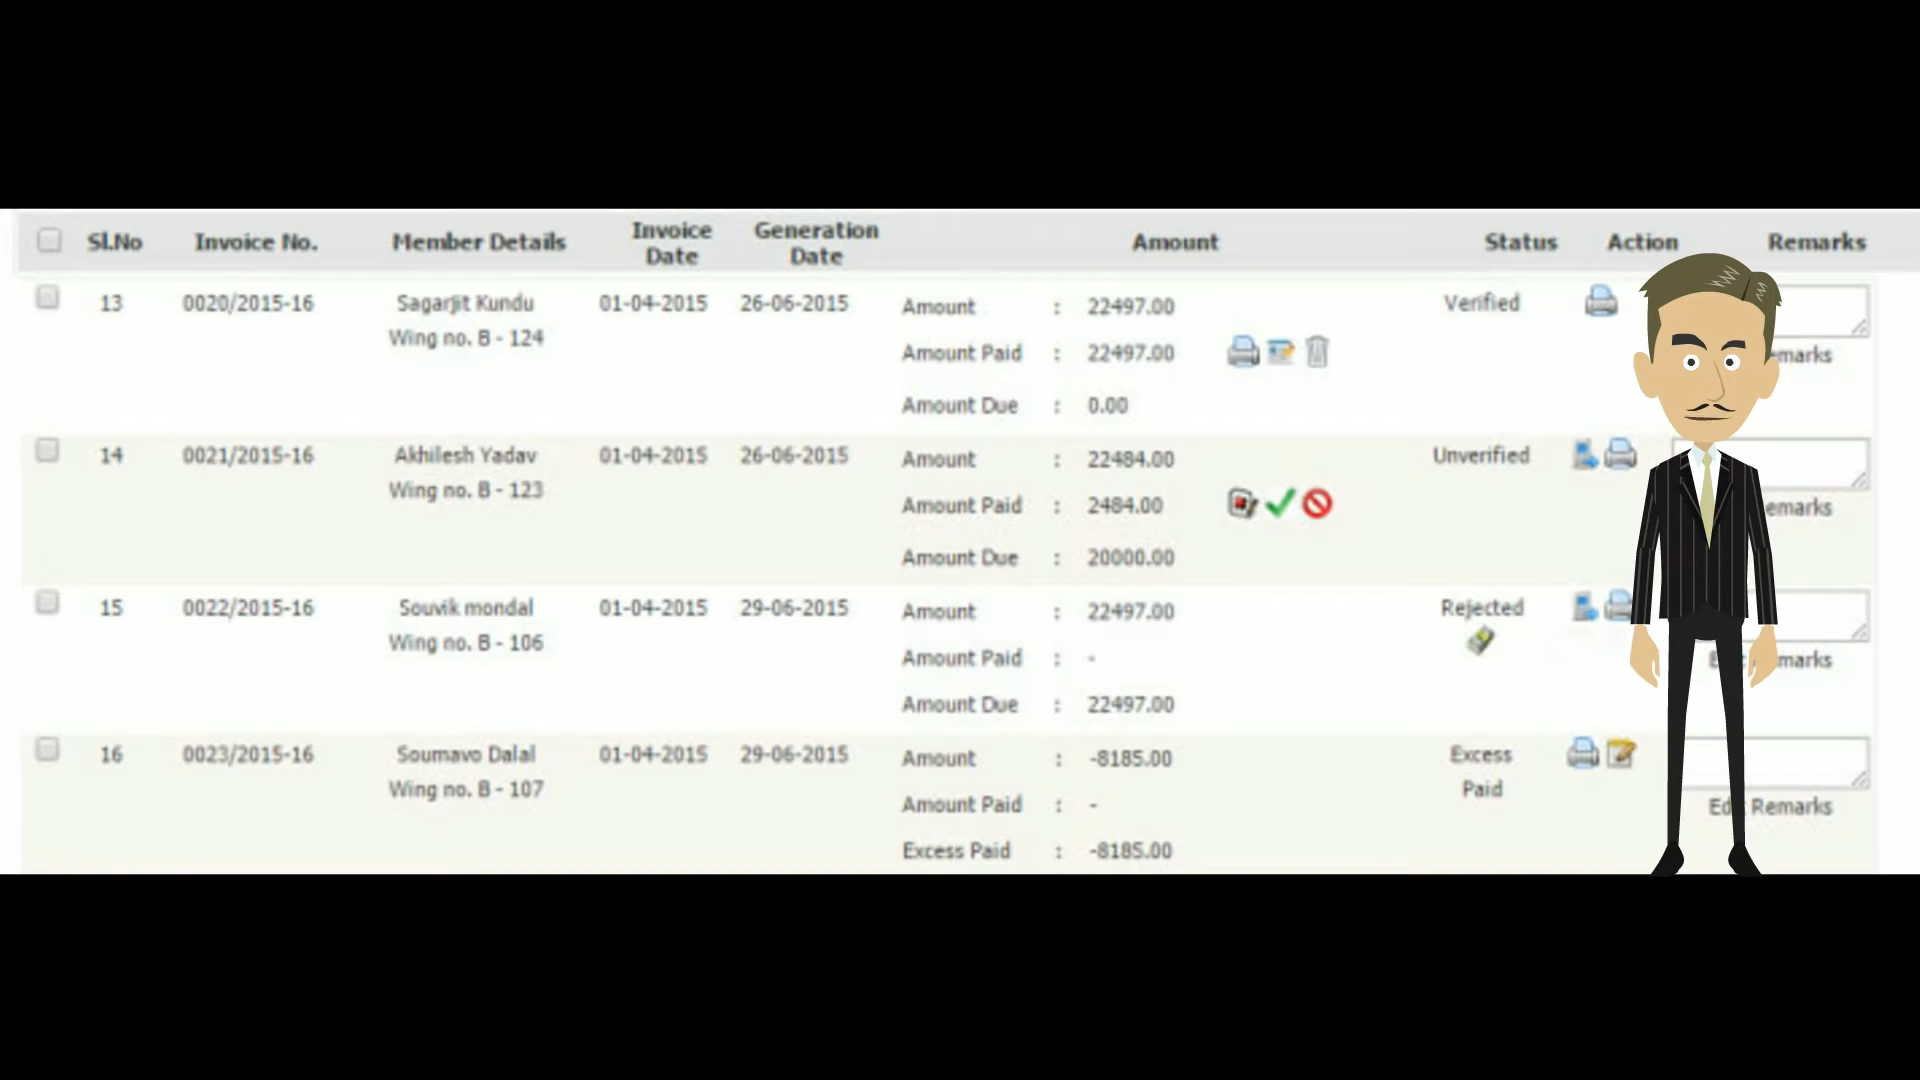 Sl.No Invoice No. Member Details Invoice Date Generation Date Amount Status Action Remarks
13 0020/2015-16 Sagarjit Kundu 01-04-2015 26-06-2015 Amount : 22497.00 Verified
Wing no. B - 124
Amount Paid : 22497.00
Amount Due : 0.00
14 0021/2015-16 Akhilesh Yadav 01-04-2015 26-06-2015 Amount : 22484.00 Unverified
Wing no. B - 123
Amount Paid : 2484.00
Amount Due : 20000.00
15 0022/2015-16 Souvik mondal 01-04-2015 29-06-2015 Amount : 22497.00 Rejected
Wing no. B - 106
Amount Paid : -
Amount Due : 22497.00
16 0023/2015-16 Soumavo Dalal 01-04-2015 29-06-2015 Amount : -8185.00 Excess Paid
Wing no. B - 107
Amount Paid : - Remarks
Excess Paid : -8185.00